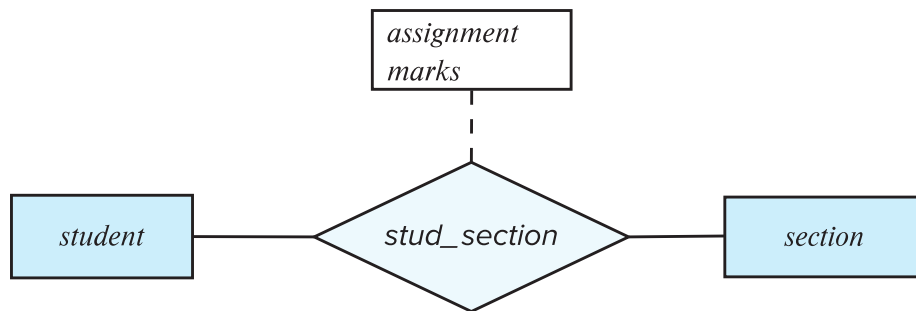 assignment
marks
student
stud_section
section